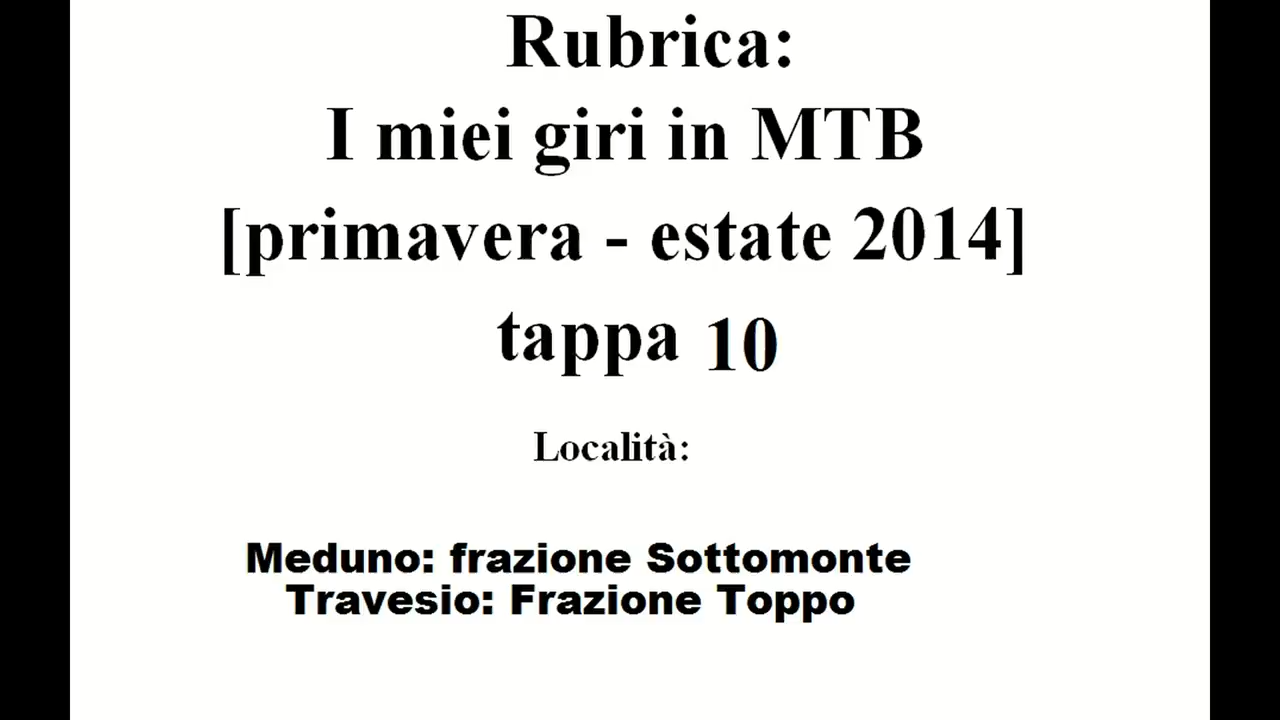 Rubrica:
I miei giri in MTB
[primavera - estate 2014]
tappa 10
Località:
Meduno: frazione Sottomonte
Travesio: Frazione Toppo